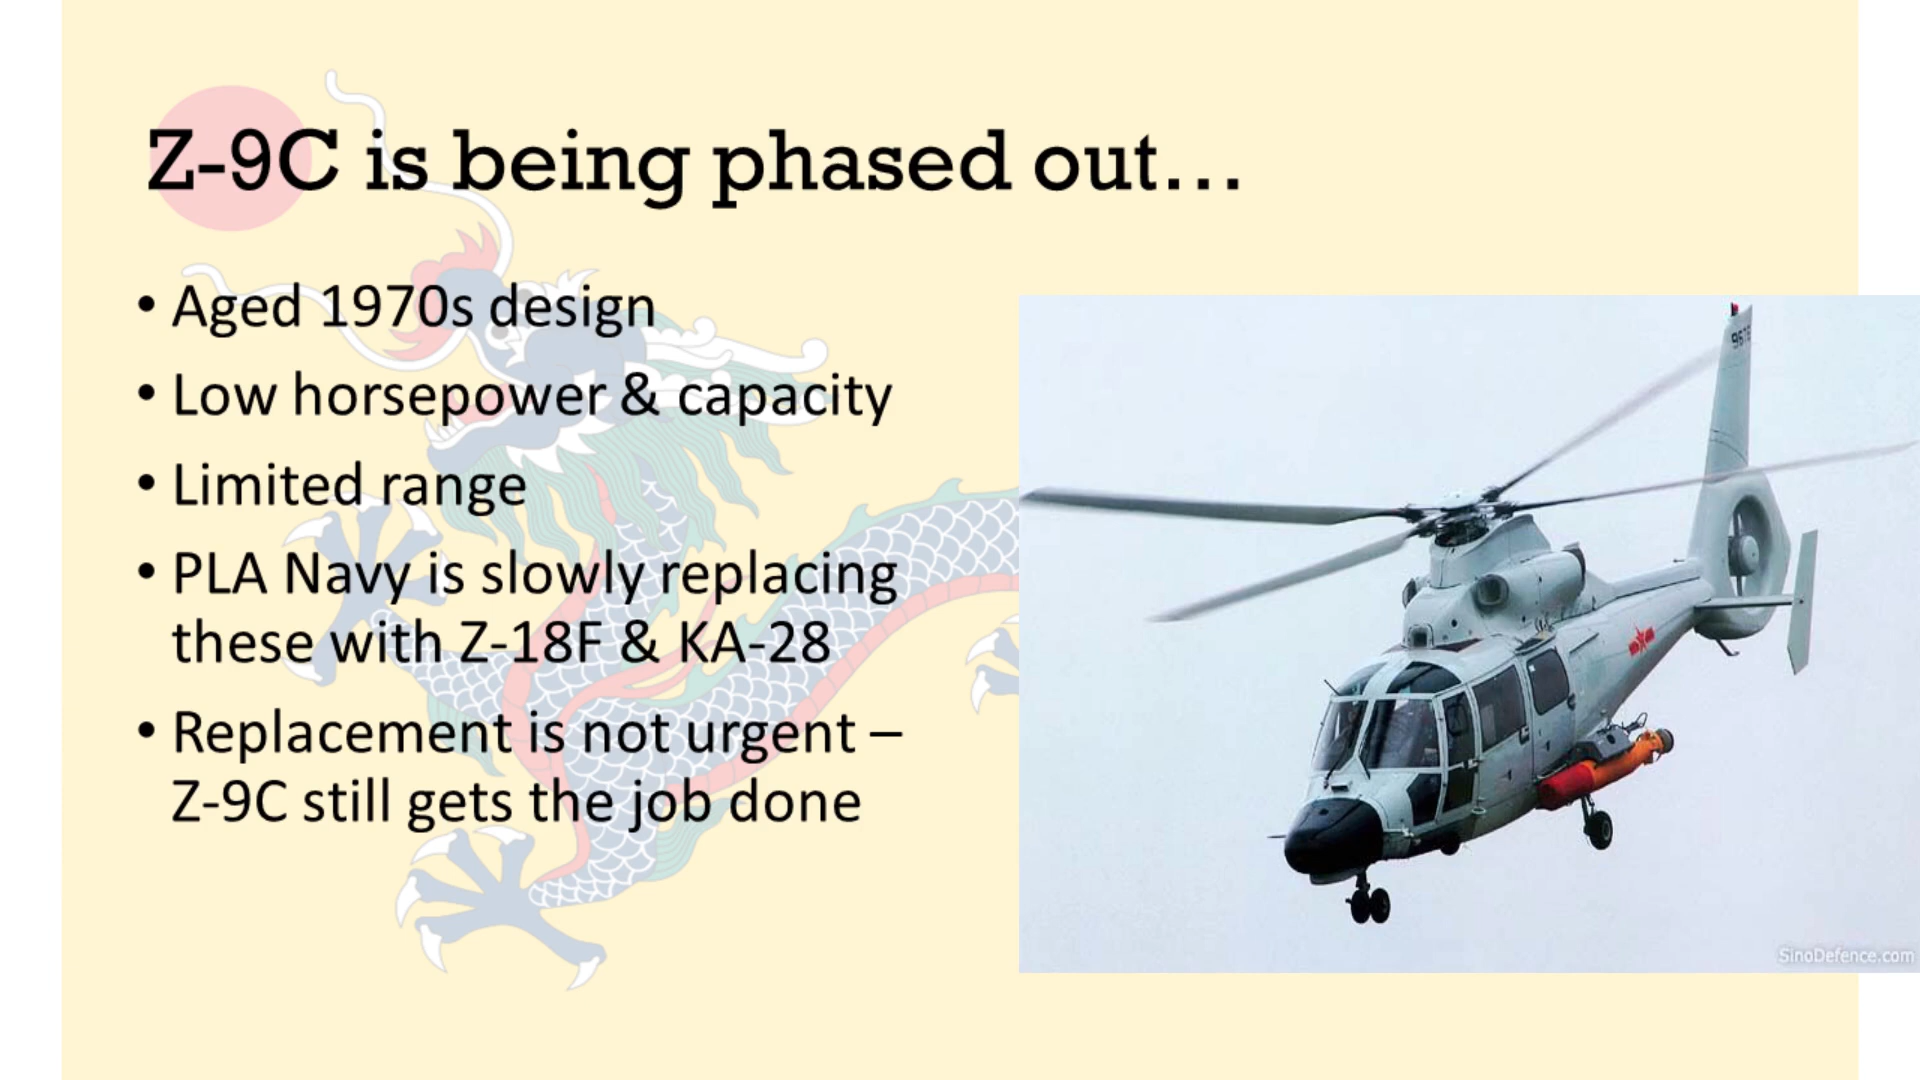 Z-9C is being phased out...
• Aged 1970s design
• Low horsepower & capacity
• Limited range
• PLA Navy is slowly replacing
these with Z-18F & KA-28
• Replacement is not urgent –
Z-9C still gets the job done
SinoDefence.com